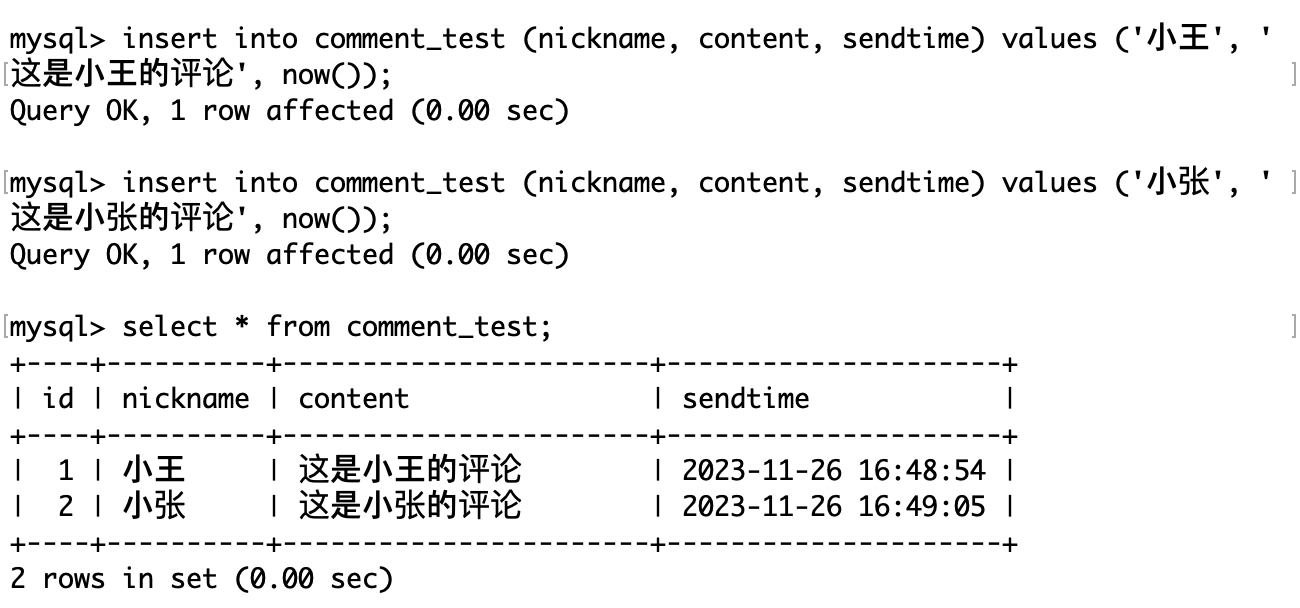 mysql> insert into comment_test (nickname, content, sendtime) values ('小王', '
[这是小王的评论', now()); ]
Query OK, 1 row affected (0.00 sec)
[mysql> insert into comment_test (nickname, content, sendtime) values ('小张', ' ]
这是小张的评论', now());
Query OK, 1 row affected (0.00 sec)
[mysql> select * from comment_test; ]
+----+----------+-----------------------+---------------------+
| id | nickname | content               | sendtime            |
+----+----------+-----------------------+---------------------+
|  1 | 小王     | 这是小王的评论        | 2023-11-26 16:48:54 |
|  2 | 小张     | 这是小张的评论        | 2023-11-26 16:49:05 |
+----+----------+-----------------------+---------------------+
2 rows in set (0.00 sec)